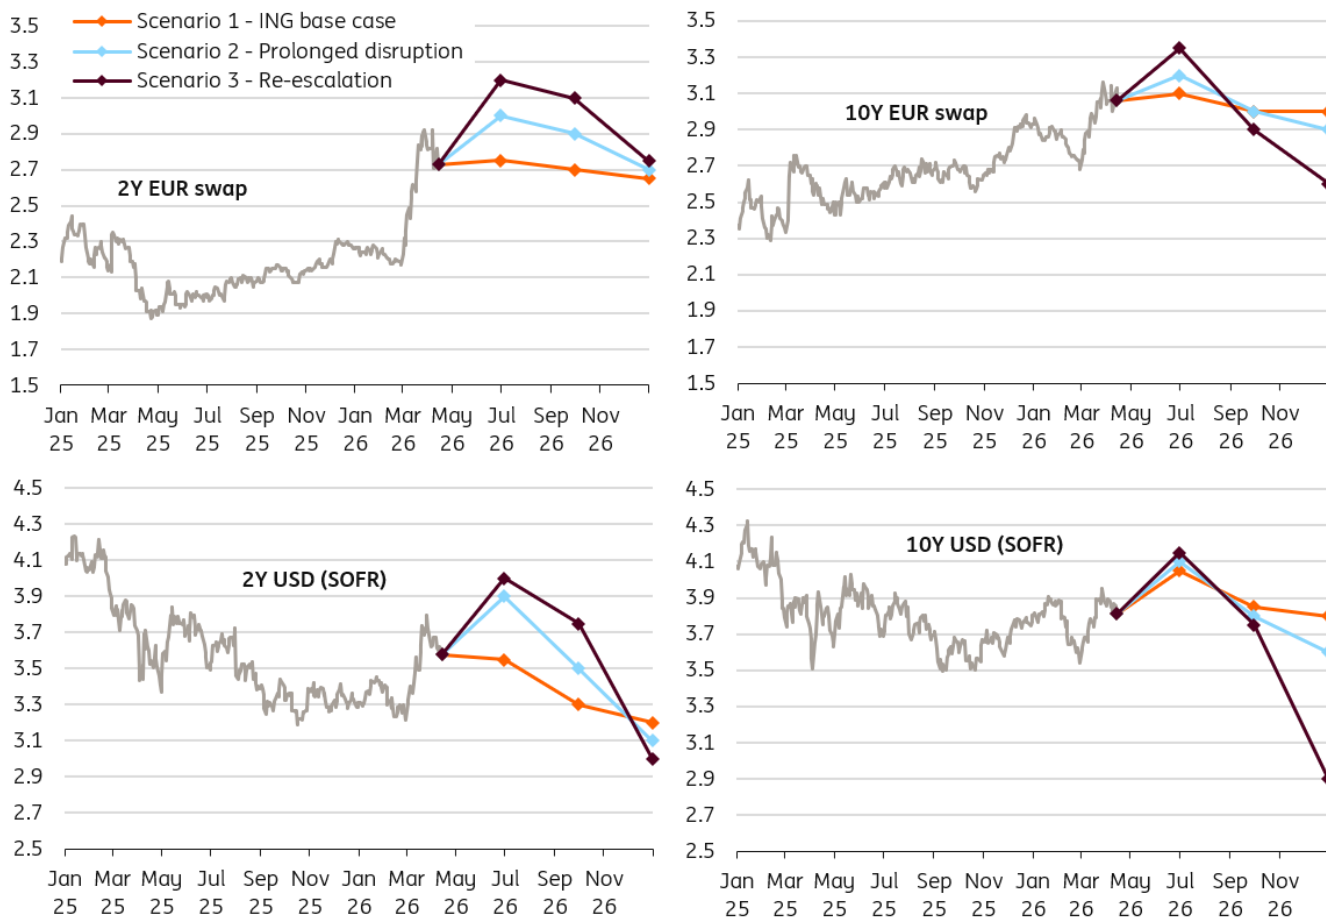 Scenario 1 - ING base case
Scenario 2 - Prolonged disruption
Scenario 3 - Re-escalation
2Y EUR swap
3.5
3.3
3.1
2.9
2.7
2.5
2.3
2.1
1.9
1.7
1.5
Jan Mar May Jul Sep Nov Jan Mar May Jul Sep Nov
25 25 25 25 25 25 26 26 26 26 26 26
10Y EUR swap
3.5
3.3
3.1
2.9
2.7
2.5
2.3
2.1
1.9
1.7
1.5
Jan Mar May Jul Sep Nov Jan Mar May Jul Sep Nov
25 25 25 25 25 25 26 26 26 26 26 26
2Y USD (SOFR)
4.5
4.3
4.1
3.9
3.7
3.5
3.3
3.1
2.9
2.7
2.5
Jan Mar May Jul Sep Nov Jan Mar May Jul Sep Nov
25 25 25 25 25 25 26 26 26 26 26 26
10Y USD (SOFR)
4.5
4.3
4.1
3.9
3.7
3.5
3.3
3.1
2.9
2.7
2.5
Jan Mar May Jul Sep Nov Jan Mar May Jul Sep Nov
25 25 25 25 25 25 26 26 26 26 26 26